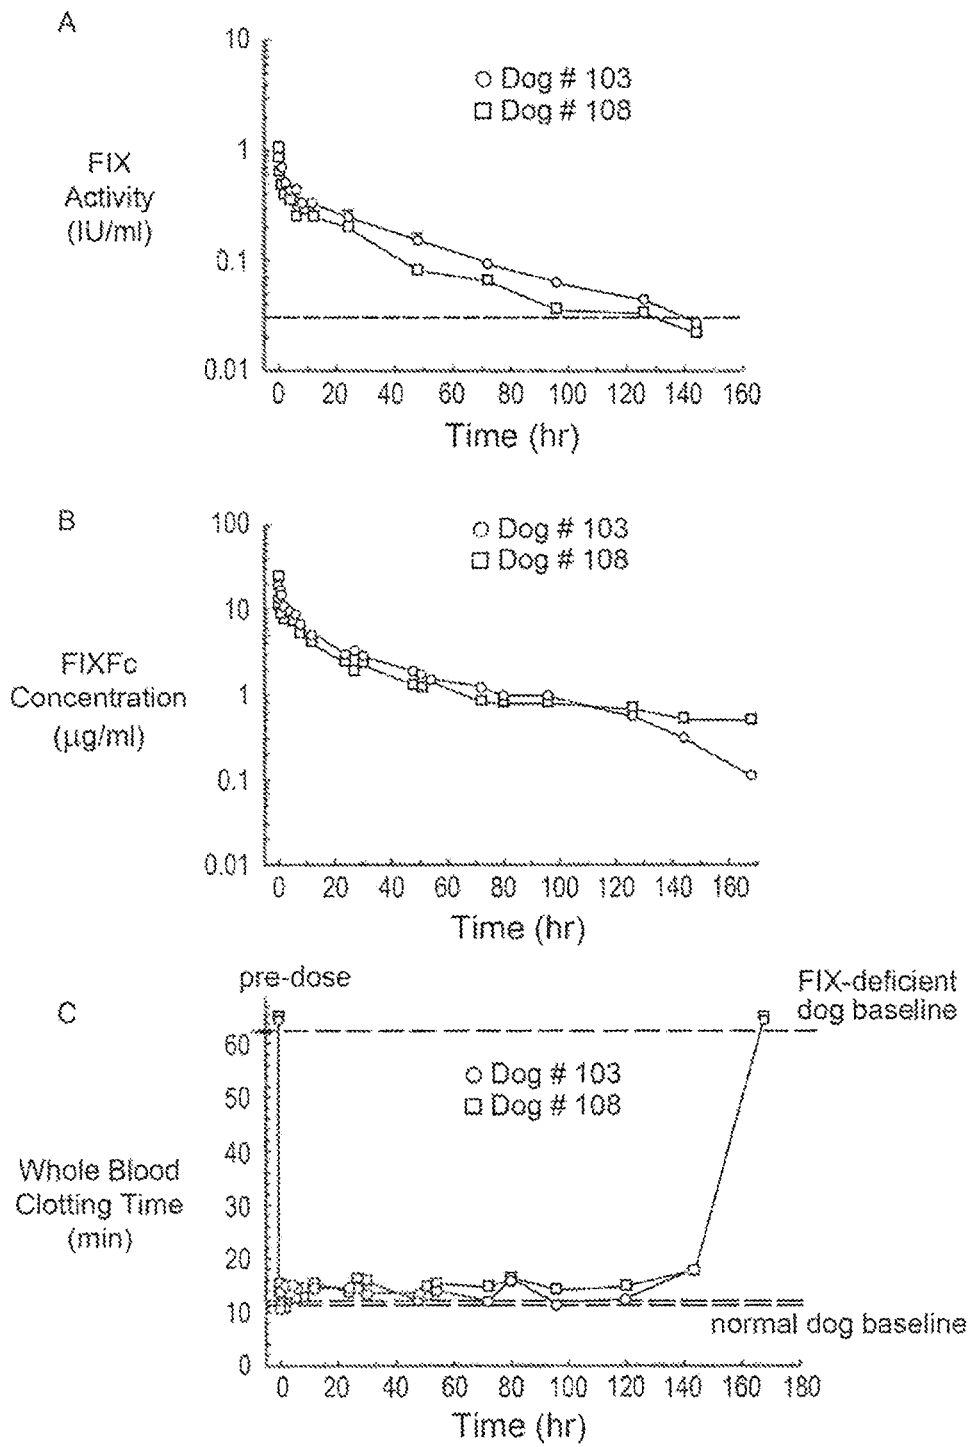 A
10
1
0.1
0.01
FIX
Activity
(IU/ml)
Dog # 103
Dog # 108
0 20 40 60 80 100 120 140 160
Time (hr)
B
100
10
1
0.1
0.01
FIXFc
Concentration
(μg/ml)
Dog # 103
Dog # 108
0 20 40 60 80 100 120 140 160
Time (hr)
C
pre-dose
FIX-deficient
dog baseline
60
50
40
30
20
10
0
Whole Blood
Clotting Time
(min)
Dog # 103
Dog # 108
normal dog baseline
0 20 40 60 80 100 120 140 160 180
Time (hr)